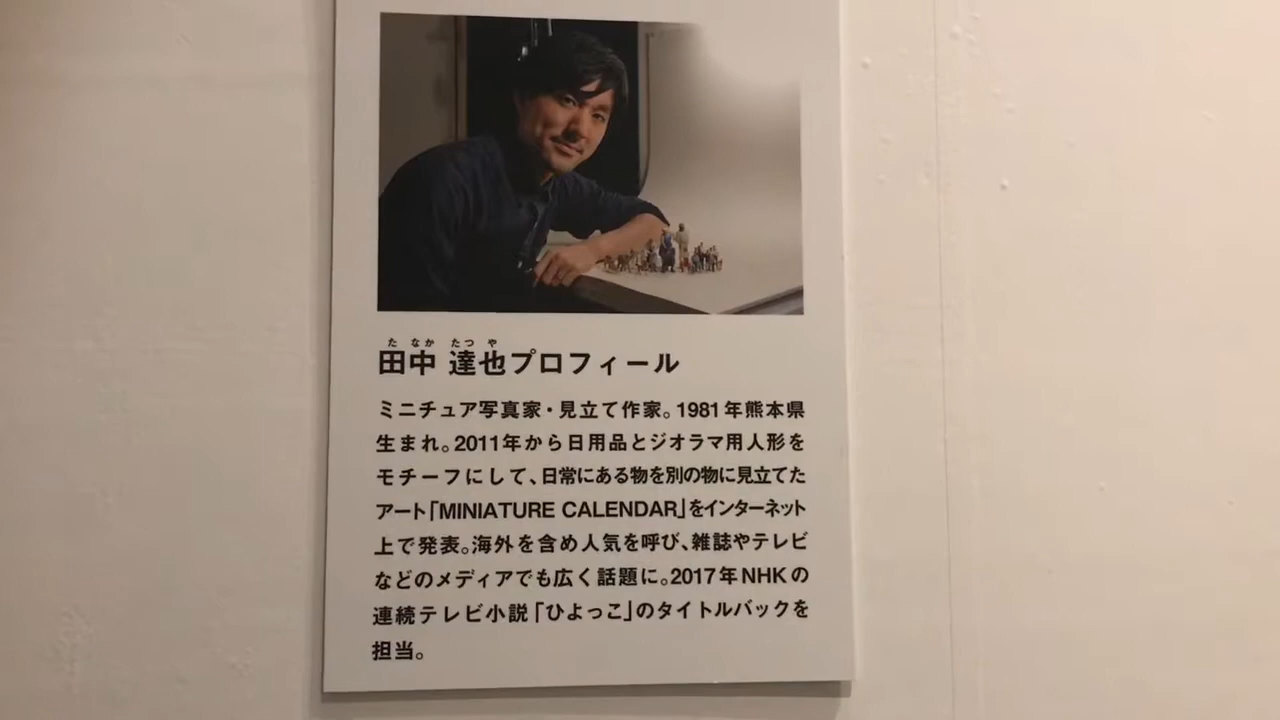 た なか たつ や
田中 達也プロフィール
ミニチュア写真家・見立て作家。1981年熊本県
生まれ。2011年から日用品とジオラマ用人形を
モチーフにして、日常にある物を別の物に見立てた
アート「MINIATURE CALENDAR」をインターネット
上で発表。海外を含め人気を呼び、雑誌やテレビ
などのメディアでも広く話題に。2017年NHKの
連続テレビ小説「ひよっこ」のタイトルバックを
担当。